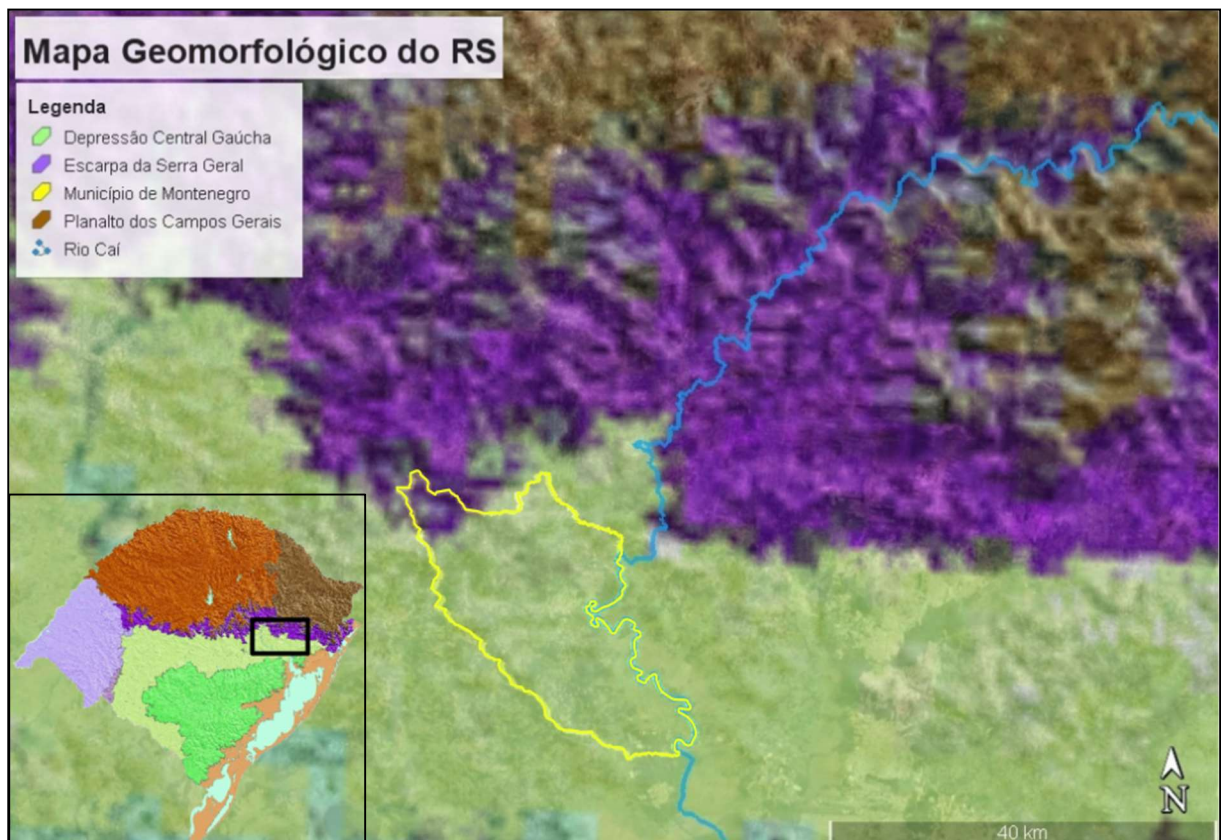 Mapa Geomorfológico do RS
Legenda
Depressão Central Gaúcha
Escarpa da Serra Geral
Município de Montenegro
Planalto dos Campos Gerais
Rio Caí
N
40 km